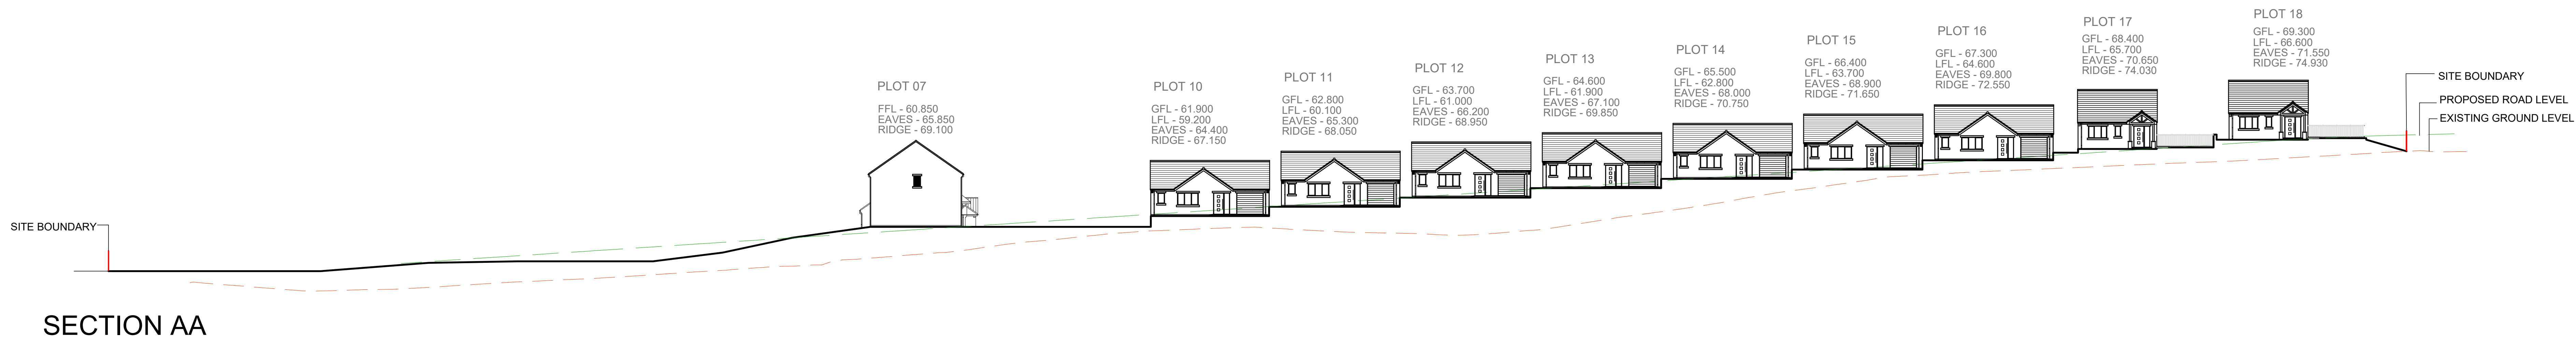 PLOT 07
FFL - 60.850
EAVES - 65.850
RIDGE - 69.100
PLOT 10
GFL - 61.900
LFL - 59.200
EAVES - 64.400
RIDGE - 67.150
PLOT 11
GFL - 62.800
LFL - 60.100
EAVES - 65.300
RIDGE - 68.050
PLOT 12
GFL - 63.700
LFL - 61.000
EAVES - 66.200
RIDGE - 68.950
PLOT 13
GFL - 64.600
LFL - 61.900
EAVES - 67.100
RIDGE - 69.850
PLOT 14
GFL - 65.500
LFL - 62.800
EAVES - 68.000
RIDGE - 70.750
PLOT 15
GFL - 66.400
LFL - 63.700
EAVES - 68.900
RIDGE - 71.650
PLOT 16
GFL - 67.300
LFL - 64.600
EAVES - 69.800
RIDGE - 72.550
PLOT 17
GFL - 68.400
LFL - 65.700
EAVES - 70.650
RIDGE - 74.030
PLOT 18
GFL - 69.300
LFL - 66.600
EAVES - 71.550
RIDGE - 74.930
SITE BOUNDARY
PROPOSED ROAD LEVEL
EXISTING GROUND LEVEL
SITE BOUNDARY
SECTION AA